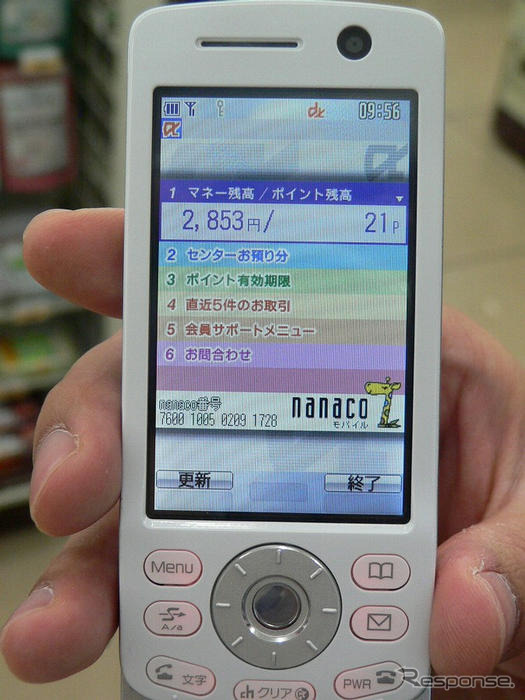 09:56
1 マネー残高／ポイント残高
2,853円/ 21P
2 センターお預り分
3 ポイント有効期限
4 直近5件のお取引
5 会員サポートメニュー
6 お問合わせ
nanaco番号
7600 1005 0209 1728
nanaco
モバイル
更新 終了
Menu
A/a
文字
ch クリア
PWR
Response.